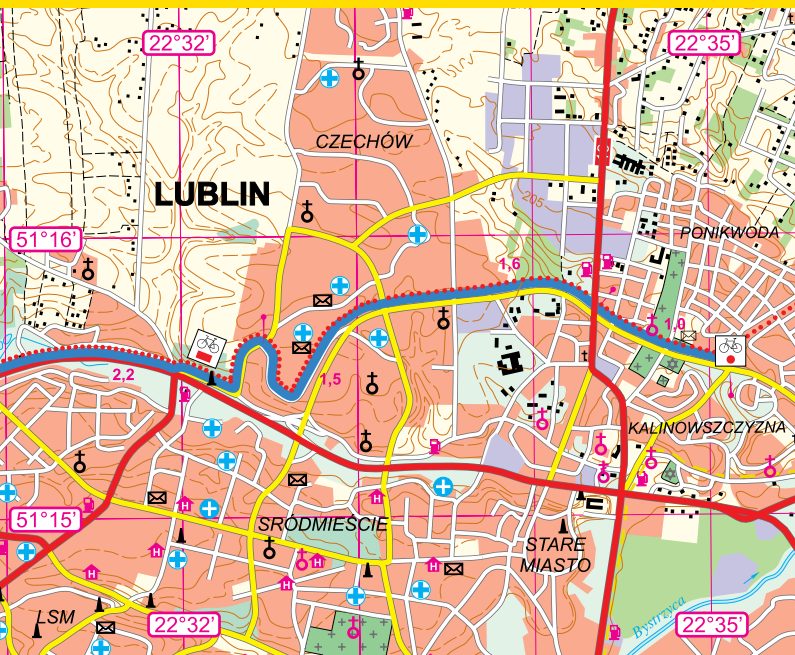 22°32'
22°35'
CZECHÓW
LUBLIN
205
51°16'
PONIKWODA
1,6
1,0
2,2
1,5
t
KALINOWSZCZYZNA
H
51°15'
ŚRÓDMIEŚCIE
H
STARE
MIASTO
H
H
H
H
H
Bystrzyca
LSM
22°32'
22°35'